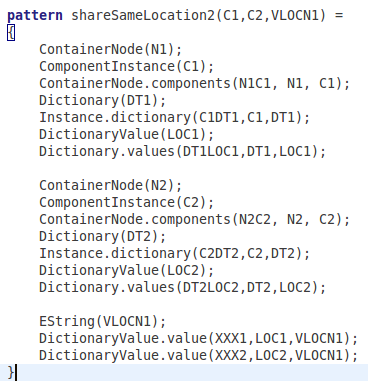 pattern shareSameLocation2(C1,C2,VLOCN1) =
{
ContainerNode(N1);
ComponentInstance(C1);
ContainerNode.components(N1C1, N1, C1);
Dictionary(DT1);
Instance.dictionary(C1DT1,C1,DT1);
DictionaryValue(LOC1);
Dictionary.values(DT1LOC1,DT1,LOC1);
ContainerNode(N2);
ComponentInstance(C2);
ContainerNode.components(N2C2, N2, C2);
Dictionary(DT2);
Instance.dictionary(C2DT2,C2,DT2);
DictionaryValue(LOC2);
Dictionary.values(DT2LOC2,DT2,LOC2);
EString(VLOCN1);
DictionaryValue.value(XXX1,LOC1,VLOCN1);
DictionaryValue.value(XXX2,LOC2,VLOCN1);
}